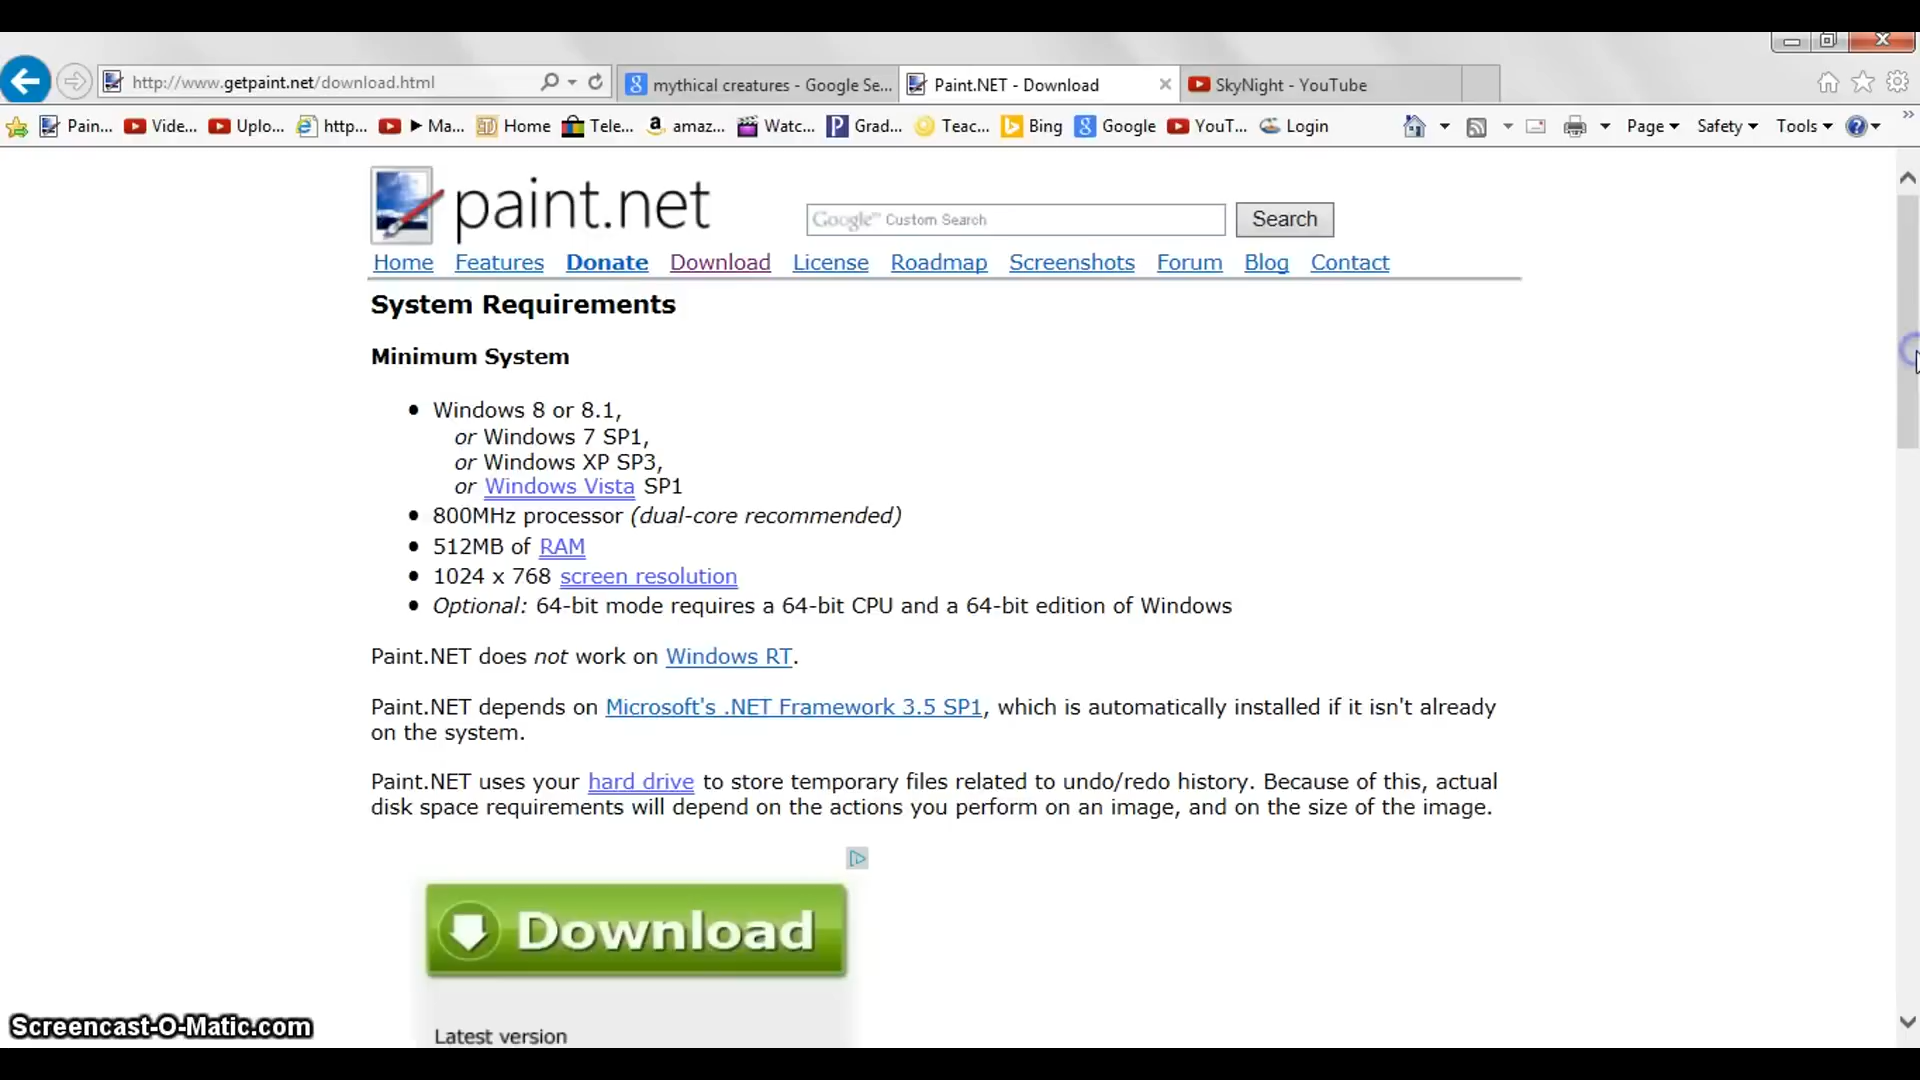 http://www.getpaint.net/download.html
mythical creatures - Google Se...
Paint.NET - Download
SkyNight - YouTube
Pain...
Vide...
Uplo...
http...
Ma...
Home
Tele...
amaz...
Watc...
Grad...
Teac...
Bing
Google
YouT...
Login
Page
Safety
Tools
paint.net
Google™ Custom Search
Search
Home Features Donate Download License Roadmap Screenshots Forum Blog Contact
System Requirements
Minimum System
Windows 8 or 8.1,
or Windows 7 SP1,
or Windows XP SP3,
or Windows Vista SP1
800MHz processor (dual-core recommended)
512MB of RAM
1024 x 768 screen resolution
Optional: 64-bit mode requires a 64-bit CPU and a 64-bit edition of Windows
Paint.NET does not work on Windows RT.
Paint.NET depends on Microsoft's .NET Framework 3.5 SP1, which is automatically installed if it isn't already
on the system.
Paint.NET uses your hard drive to store temporary files related to undo/redo history. Because of this, actual
disk space requirements will depend on the actions you perform on an image, and on the size of the image.
Download
Latest version
Screencast-O-Matic.com